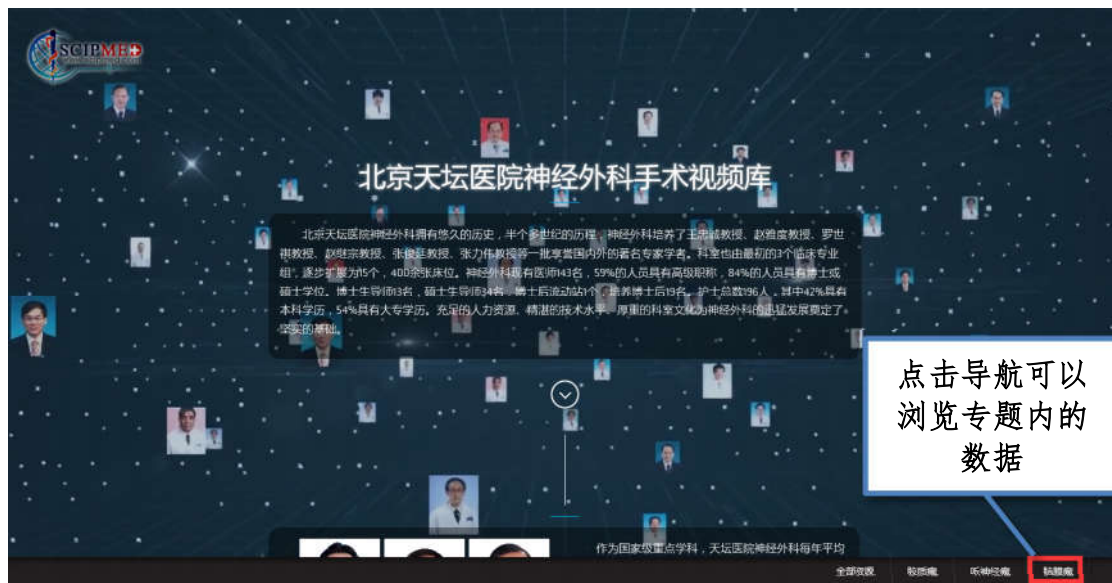 SCIPMED
北京天坛医院神经外科手术视频库
北京天坛医院神经外科拥有悠久的历史，半个多世纪的历程，神经外科培养了王忠诚教授、赵雅度教授、罗世
祺教授、赵继宗教授、张俊廷教授、张力伟教授等一批享誉国内外的著名专家学者。科室也由最初的3个临床专业
组，逐步扩展为15个，400余张床位。神经外科现有医师143名，59%的人员具有高级职称，84%的人员具有博士或
硕士学位。博士生导师13名，硕士生导师34名，博士后流动站1个，培养博士后19名。护士总数196人，其中42%具有
本科学历，54%具有大专学历。充足的人力资源、精湛的技术水平、厚重的科室文化为神经外科的迅猛发展奠定了
坚实的基础。
点击导航可以
浏览专题内的
数据
作为国家级重点学科，天坛医院神经外科每年平均
全部资源
胶质瘤
听神经瘤
脑膜瘤